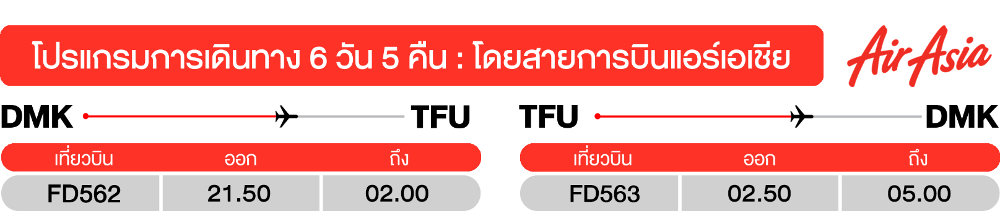 โปรแกรมการเดินทาง 6 วัน 5 คืน : โดยสายการบินแอร์เอเชีย
AirAsia
DMK TFU
เที่ยวบิน ออก ถึง
FD562 21.50 02.00
TFU DMK
เที่ยวบิน ออก ถึง
FD563 02.50 05.00